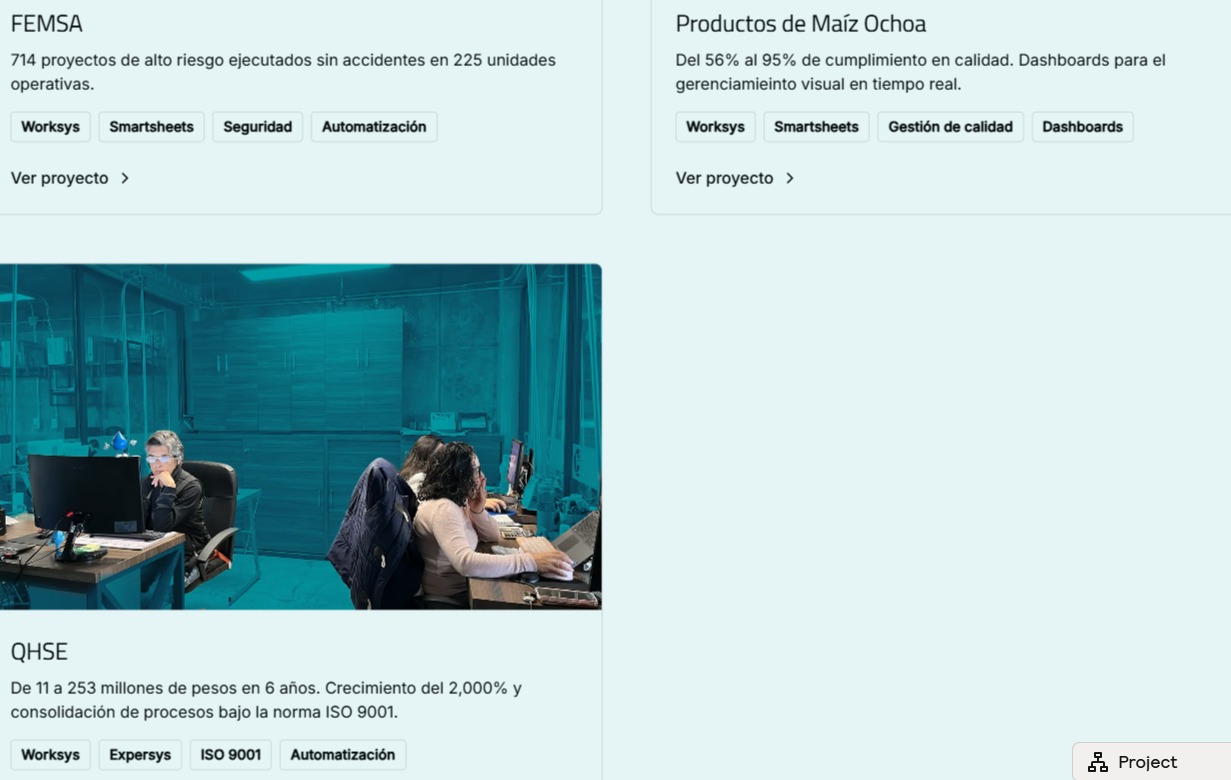 FEMSA
714 proyectos de alto riesgo ejecutados sin accidentes en 225 unidades
operativas.
Worksys
Smartsheets
Seguridad
Automatización
Ver proyecto
Productos de Maíz Ochoa
Del 56% al 95% de cumplimiento en calidad. Dashboards para el
gerenciamieinto visual en tiempo real.
Worksys
Smartsheets
Gestión de calidad
Dashboards
Ver proyecto
QHSE
De 11 a 253 millones de pesos en 6 años. Crecimiento del 2,000% y
consolidación de procesos bajo la norma ISO 9001.
Worksys
Expersys
ISO 9001
Automatización
Project